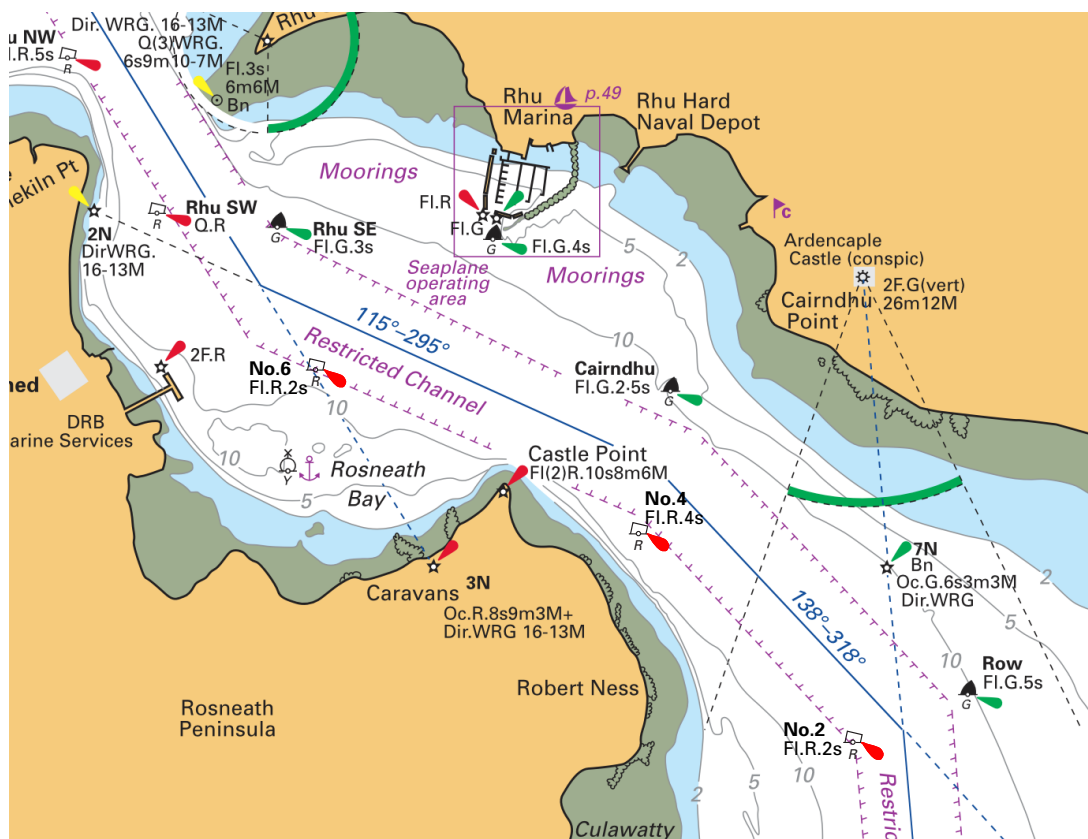 u NW
l.R.5s
R
Dir. WRG. 16-13M
Q(3)WRG.
6s9m10-7M
Rhu
Fl.3s
6m6M
Bn
Rhu
Marina
p.49
Rhu Hard
Naval Depot
Moorings
ekiln Pt
2N
DirWRG.
16-13M
Rhu SW
Q.R
R
Rhu SE
Fl.G.3s
G
Fl.R
Fl.G
G
Fl.G.4s
5
2
C
Seaplane
operating
area
Moorings
Ardencaple
Castle (conspic)
2F.G(vert)
26m12M
Cairndhu
Point
115°–295°
Restricted Channel
10
2F.R
No.6
Fl.R.2s
R
10
Cairndhu
Fl.G.2·5s
G
2
ned
DRB
arine Services
10
Y
5
Rosneath
Bay
Castle Point
Fl(2)R.10s8m6M
No.4
Fl.R.4s
R
7N
Bn
Oc.G.6s3m3M
Dir.WRG
2
5
Caravans
3N
Oc.R.8s9m3M+
Dir.WRG 16-13M
138°–318°
10
Row
Fl.G.5s
G
Rosneath
Peninsula
Robert Ness
No.2
Fl.R.2s
R
2
5
10
Restric
Culawatty